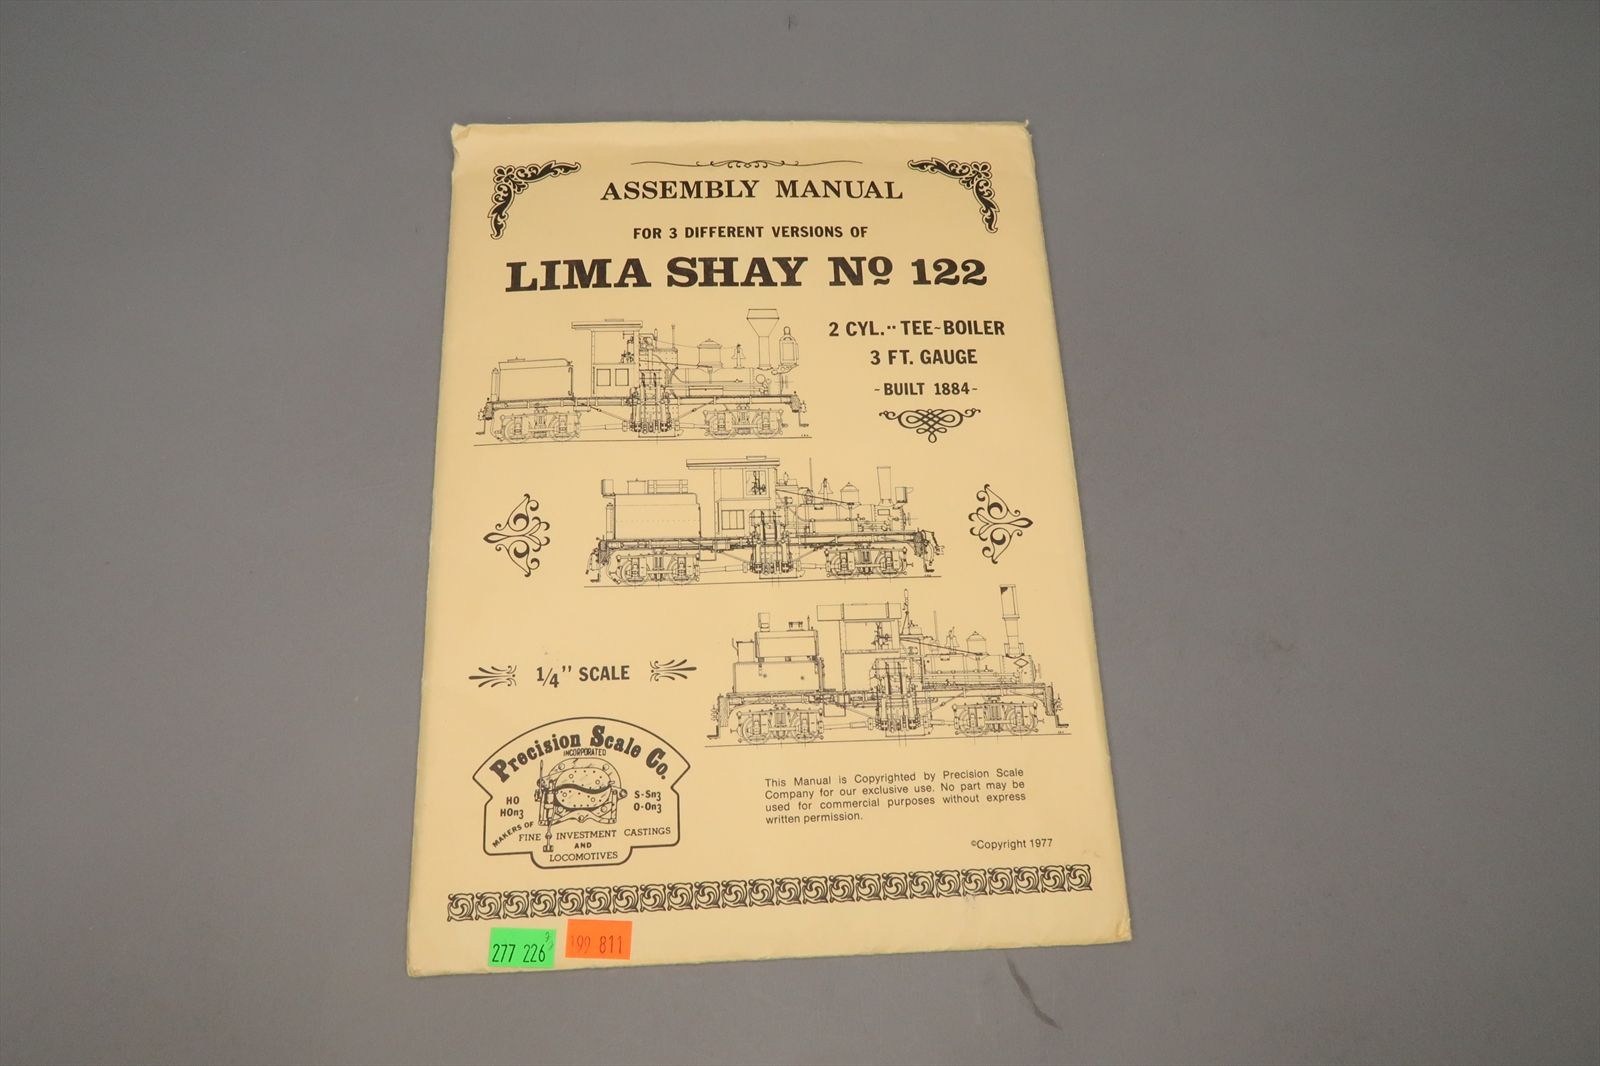 ASSEMBLY MANUAL
FOR 3 DIFFERENT VERSIONS OF
LIMA SHAY Nº 122
2 CYL. ·· TEE~BOILER
3 FT. GAUGE
~ BUILT 1884 ~
1/4" SCALE
Precision Scale Co.
INCORPORATED
HO
HOn3
S-Sn3
O-On3
MAKERS OF
FINE INVESTMENT CASTINGS
AND
LOCOMOTIVES
This Manual is Copyrighted by Precision Scale
Company for our exclusive use. No part may be
used for commercial purposes without express
written permission.
©Copyright 1977
277 226
199 811